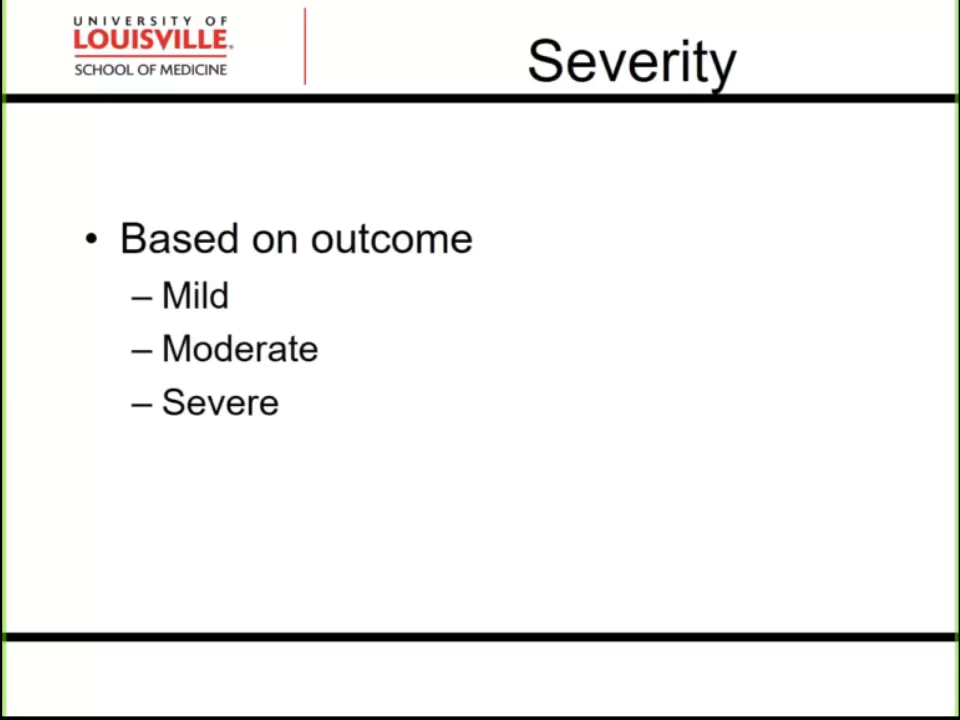 UNIVERSITY OF
LOUISVILLE®
SCHOOL OF MEDICINE
Severity
• Based on outcome
– Mild
– Moderate
– Severe